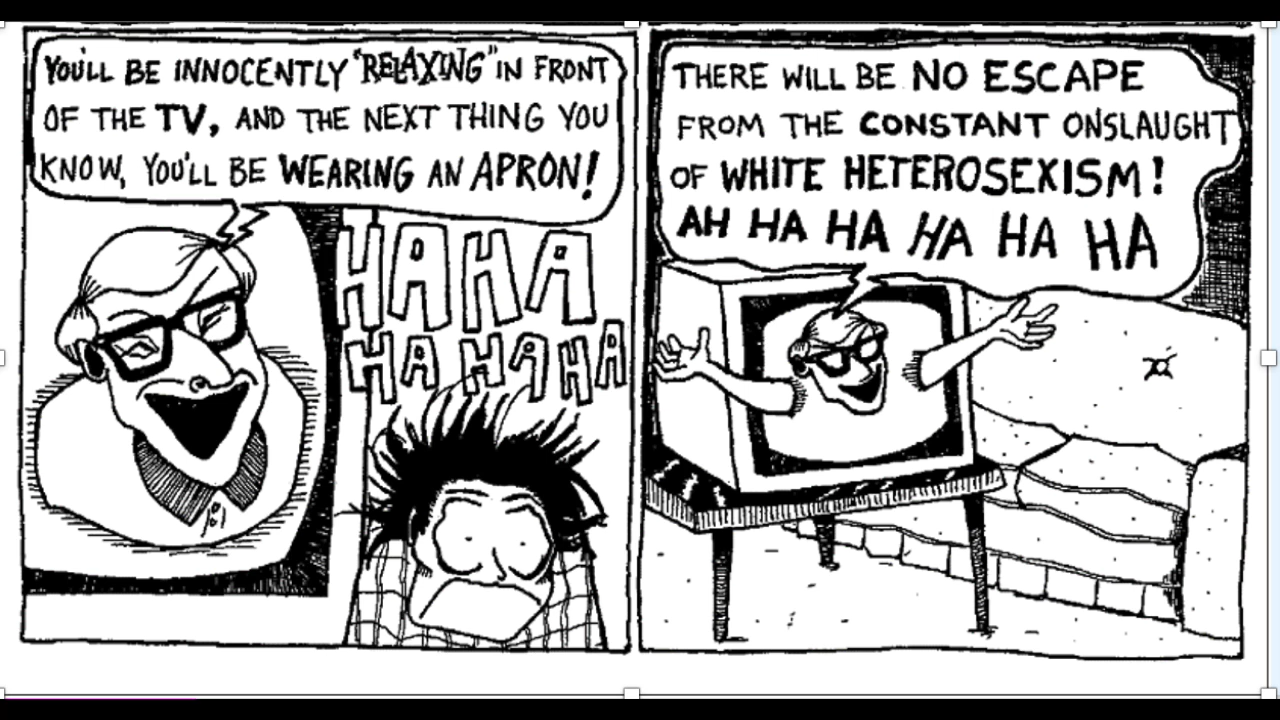 YOU'LL BE INNOCENTLY "RELAXING" IN FRONT
OF THE TV, AND THE NEXT THING YOU
KNOW, YOU'LL BE WEARING AN APRON!
HAHA
HA HAHA
THERE WILL BE NO ESCAPE
FROM THE CONSTANT ONSLAUGHT
OF WHITE HETEROSEXISM!
AH HA HA HA HA HA